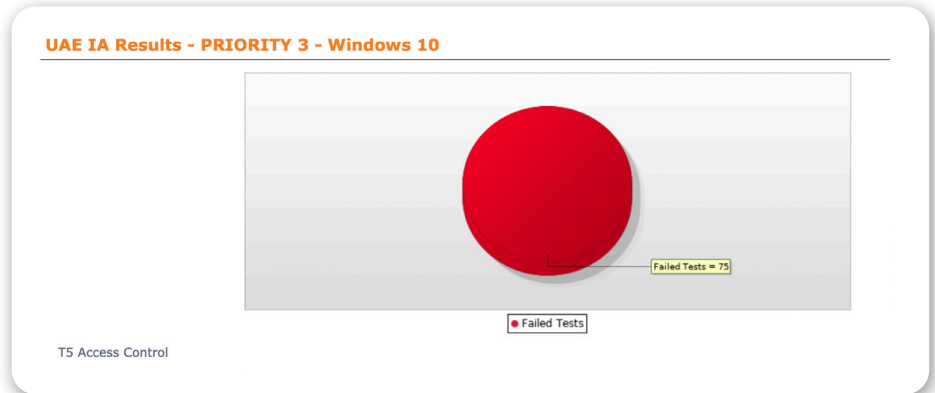 UAE IA Results - PRIORITY 3 - Windows 10
Failed Tests = 75
Failed Tests
T5 Access Control